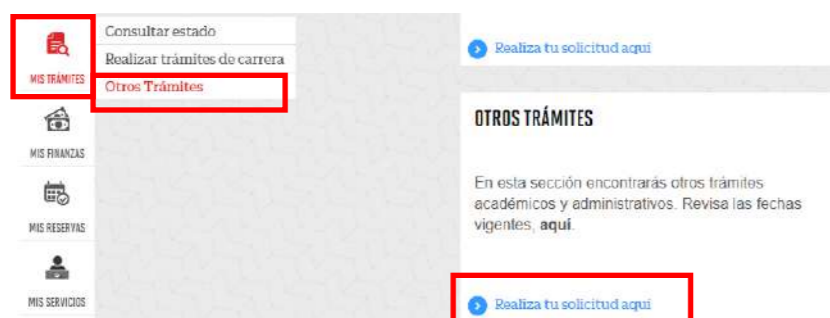 MIS TRÁMITES
Consultar estado
Realizar trámites de carrera
Otros Trámites
MIS FINANZAS
MIS RESERVAS
MIS SERVICIOS
Realiza tu solicitud aquí
OTROS TRÁMITES
En esta sección encontrarás otros trámites
académicos y administrativos. Revisa las fechas
vigentes, aquí.
Realiza tu solicitud aquí